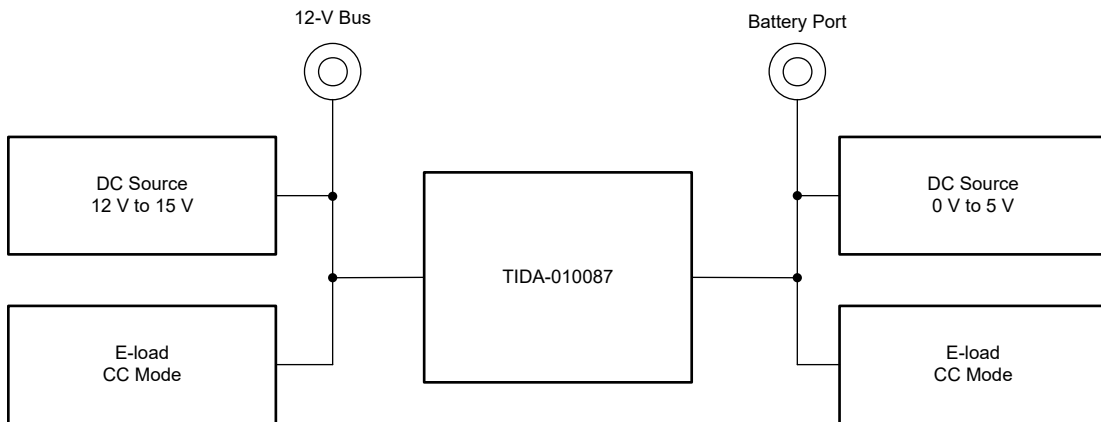 12-V Bus
Battery Port
DC Source
12 V to 15 V
DC Source
0 V to 5 V
TIDA-010087
E-load
CC Mode
E-load
CC Mode